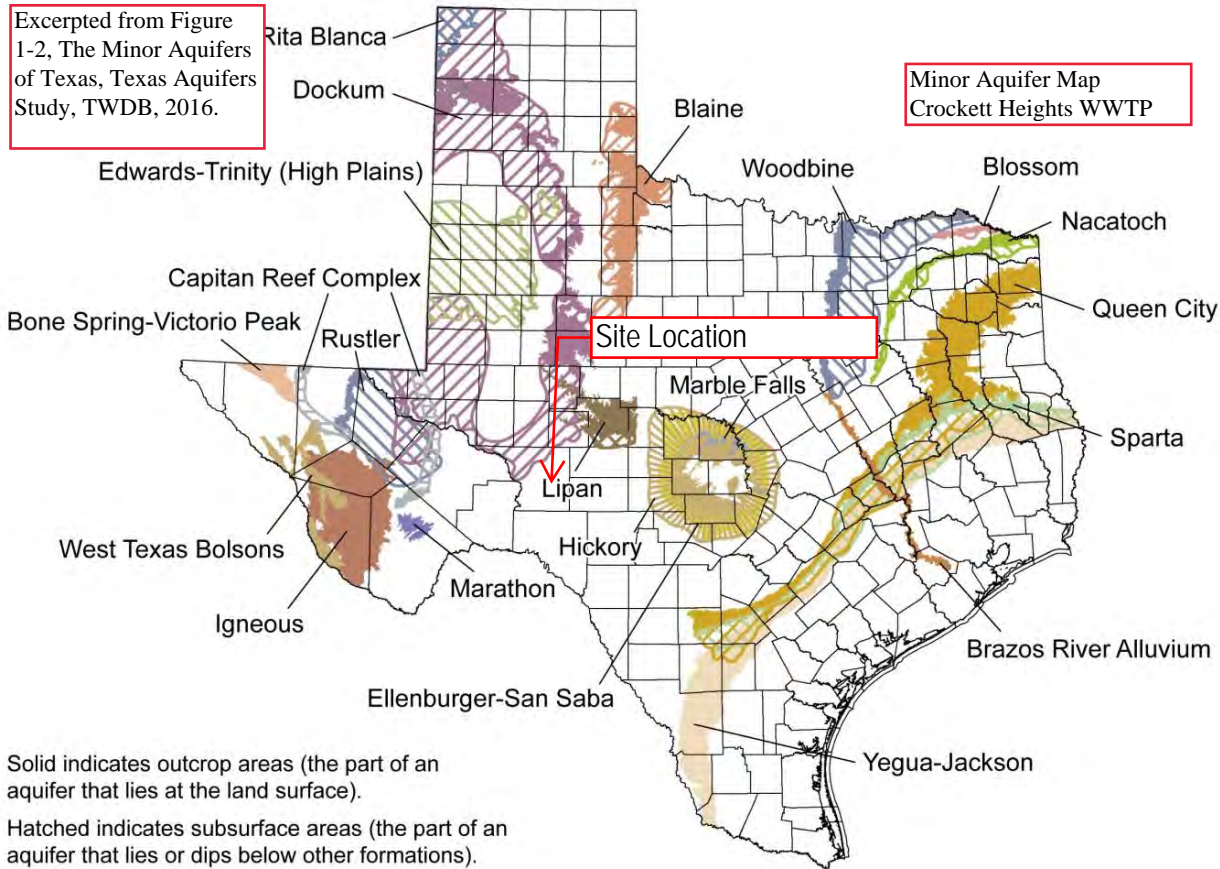 Excerpted from Figure
1-2, The Minor Aquifers
of Texas, Texas Aquifers
Study, TWDB, 2016.
Minor Aquifer Map
Crockett Heights WWTP
Rita Blanca
Dockum
Blaine
Edwards-Trinity (High Plains)
Woodbine
Blossom
Nacatoch
Capitan Reef Complex
Queen City
Bone Spring-Victorio Peak
Rustler
Site Location
Marble Falls
Sparta
Lipan
West Texas Bolsons
Hickory
Marathon
Igneous
Brazos River Alluvium
Ellenburger-San Saba
Yegua-Jackson
Solid indicates outcrop areas (the part of an
aquifer that lies at the land surface).
Hatched indicates subsurface areas (the part of an
aquifer that lies or dips below other formations).